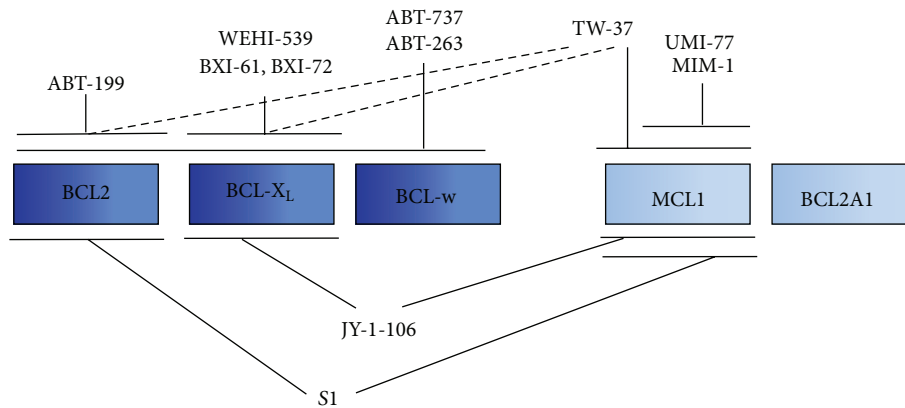 ABT-737
ABT-263
TW-37
WEHI-539
BXI-61, BXI-72
UMI-77
MIM-1
ABT-199
BCL2
BCL-X_L
BCL-w
MCL1
BCL2A1
JY-1-106
S1